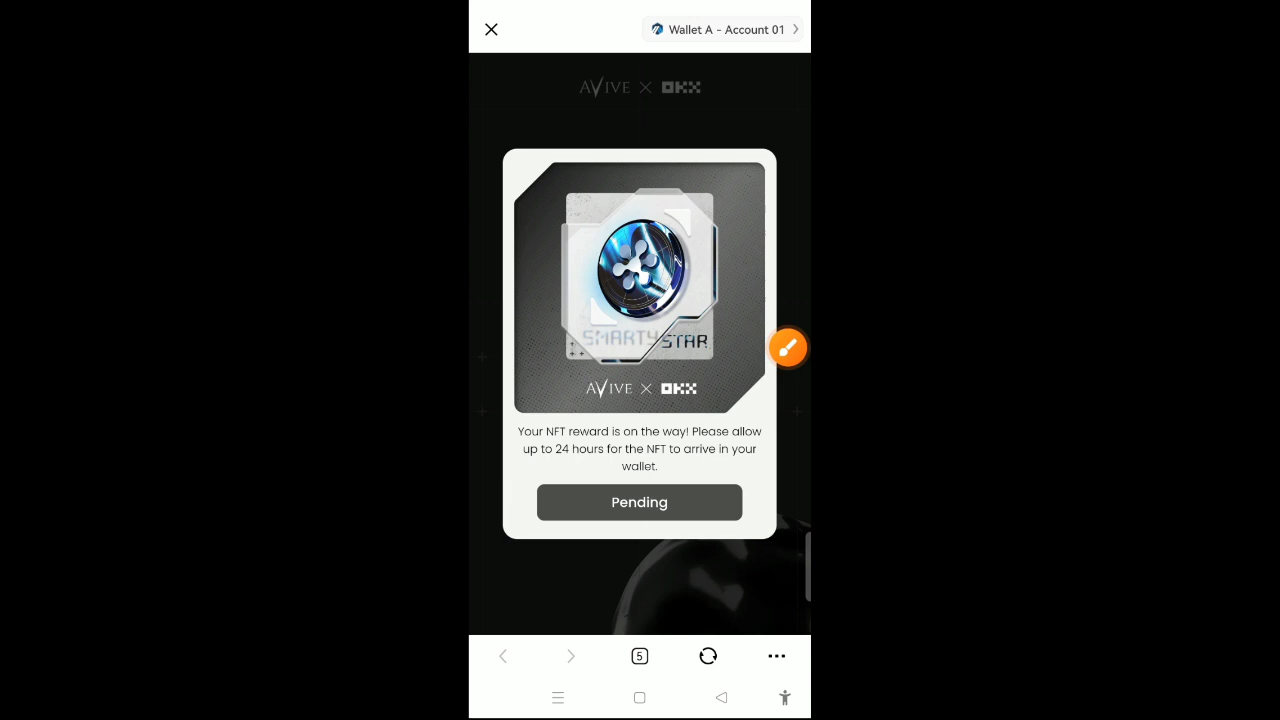 Wallet A - Account 01
AVIVE X OKX
SMARTY STAR
AVIVE X OKX
Your NFT reward is on the way! Please allow
up to 24 hours for the NFT to arrive in your
wallet.
Pending
5